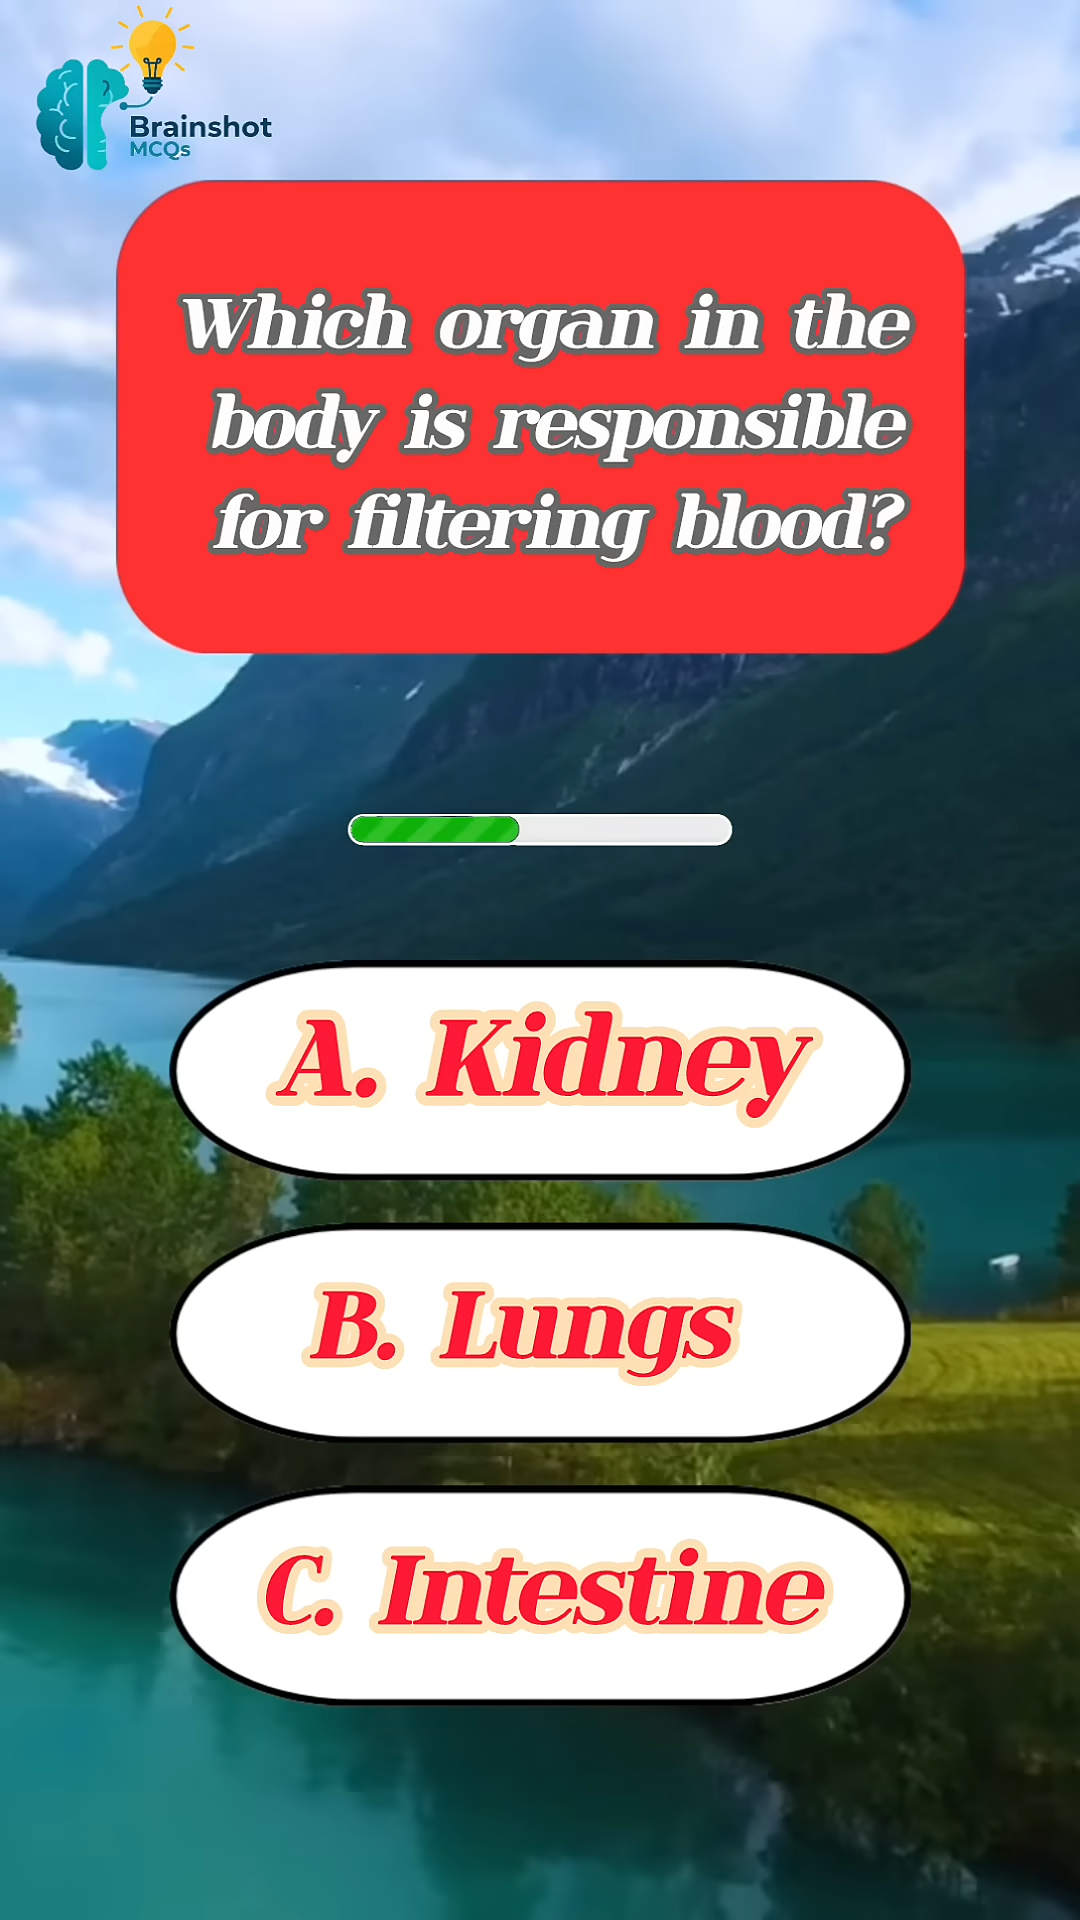 Brainshot
MCQs
Which organ in the
body is responsible
for filtering blood?
A. Kidney
B. Lungs
C. Intestine